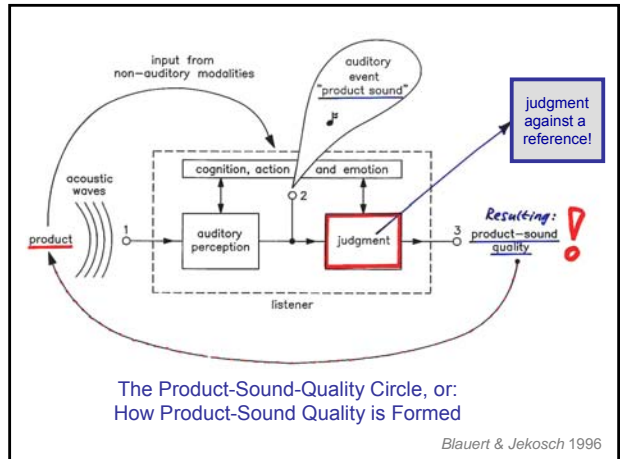 input from
non-auditory modalities
auditory
event
"product sound"
judgment
against a
reference!
cognition, action and emotion
acoustic
waves
1
2
3
product
auditory
perception
judgment
Resulting:
product-sound
quality
!
listener
The Product-Sound-Quality Circle, or:
How Product-Sound Quality is Formed
Blauert & Jekosch 1996